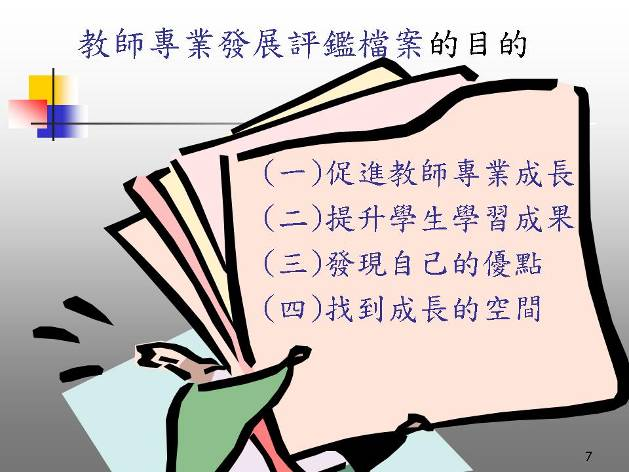 教師專業發展評鑑檔案的目的
(一)促進教師專業成長
(二)提升學生學習成果
(三)發現自己的優點
(四)找到成長的空間
7